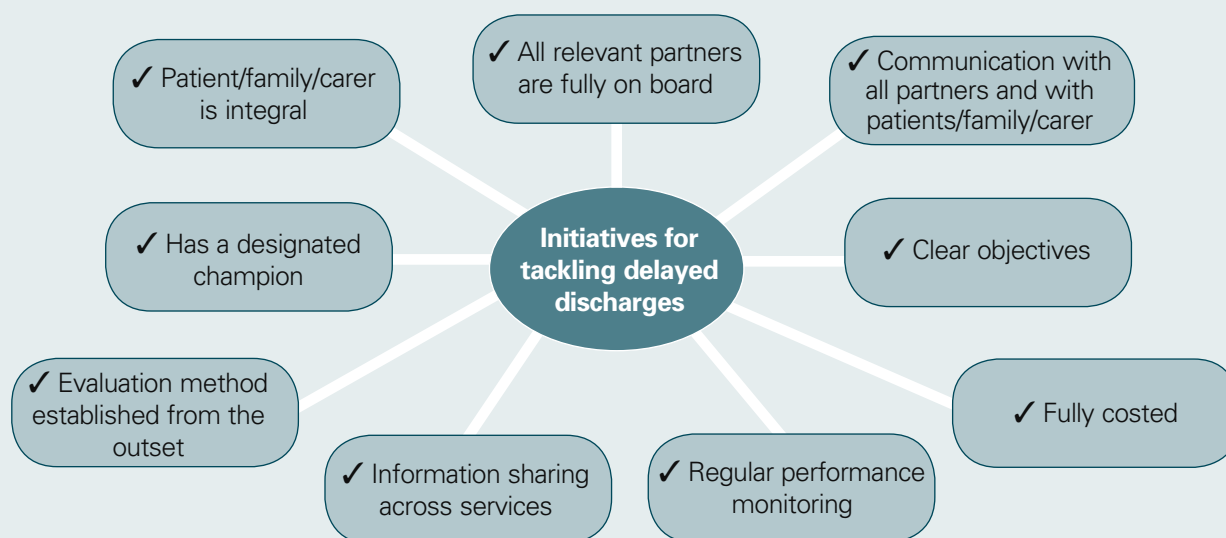 ✓ Patient/family/carer
is integral
✓ All relevant partners
are fully on board
✓ Communication with
all partners and with
patients/family/carer
✓ Has a designated
champion
Initiatives for
tackling delayed
discharges
✓ Clear objectives
✓ Evaluation method
established from the
outset
✓ Information sharing
across services
✓ Regular performance
monitoring
✓ Fully costed